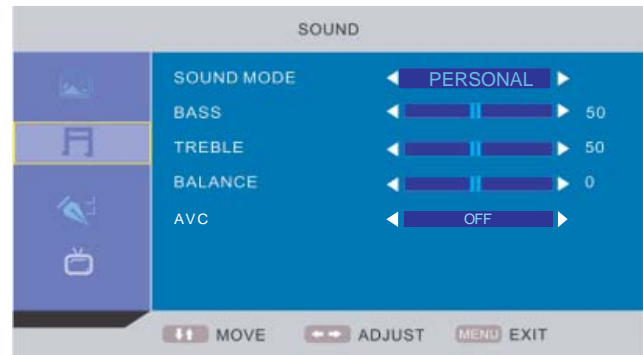 SOUND
SOUND MODE PERSONAL
BASS 50
TREBLE 50
BALANCE 0
AVC OFF
MOVE ADJUST MENU EXIT